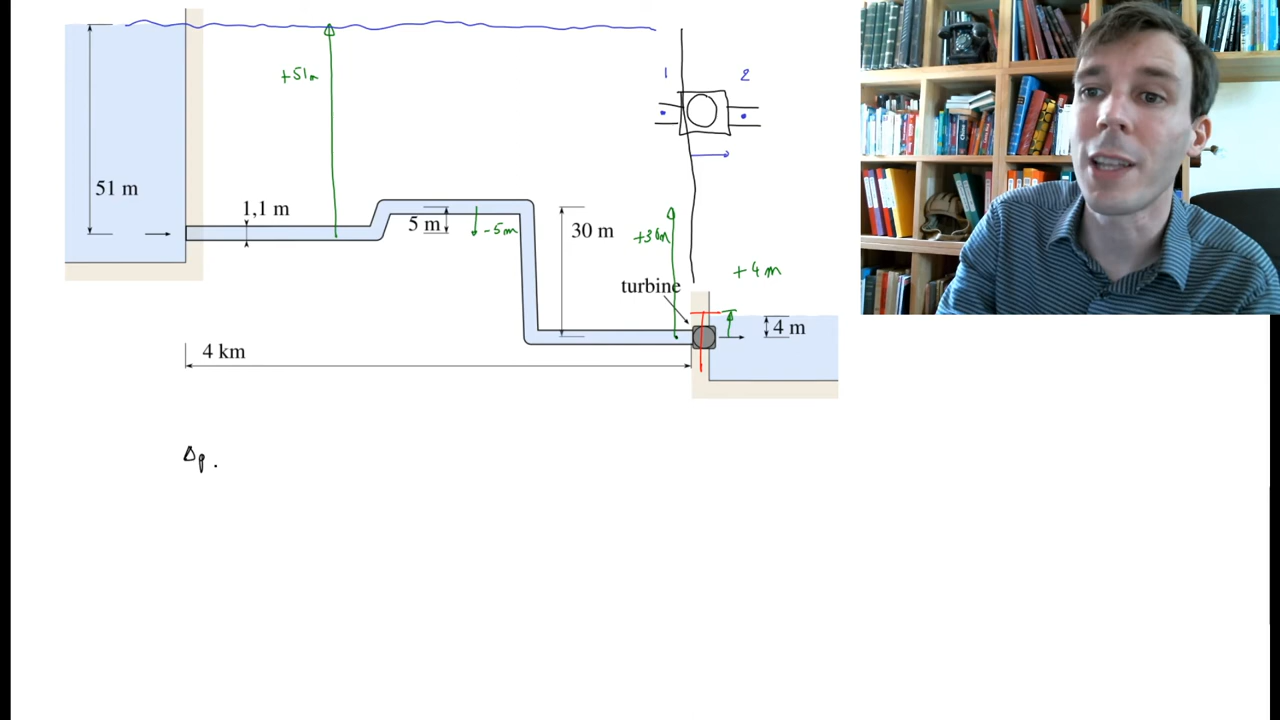 +51m
1
2
51 m
1,1 m
5 m
-5m
30 m
+30m
+4 m
turbine
4 m
4 km
Δp.